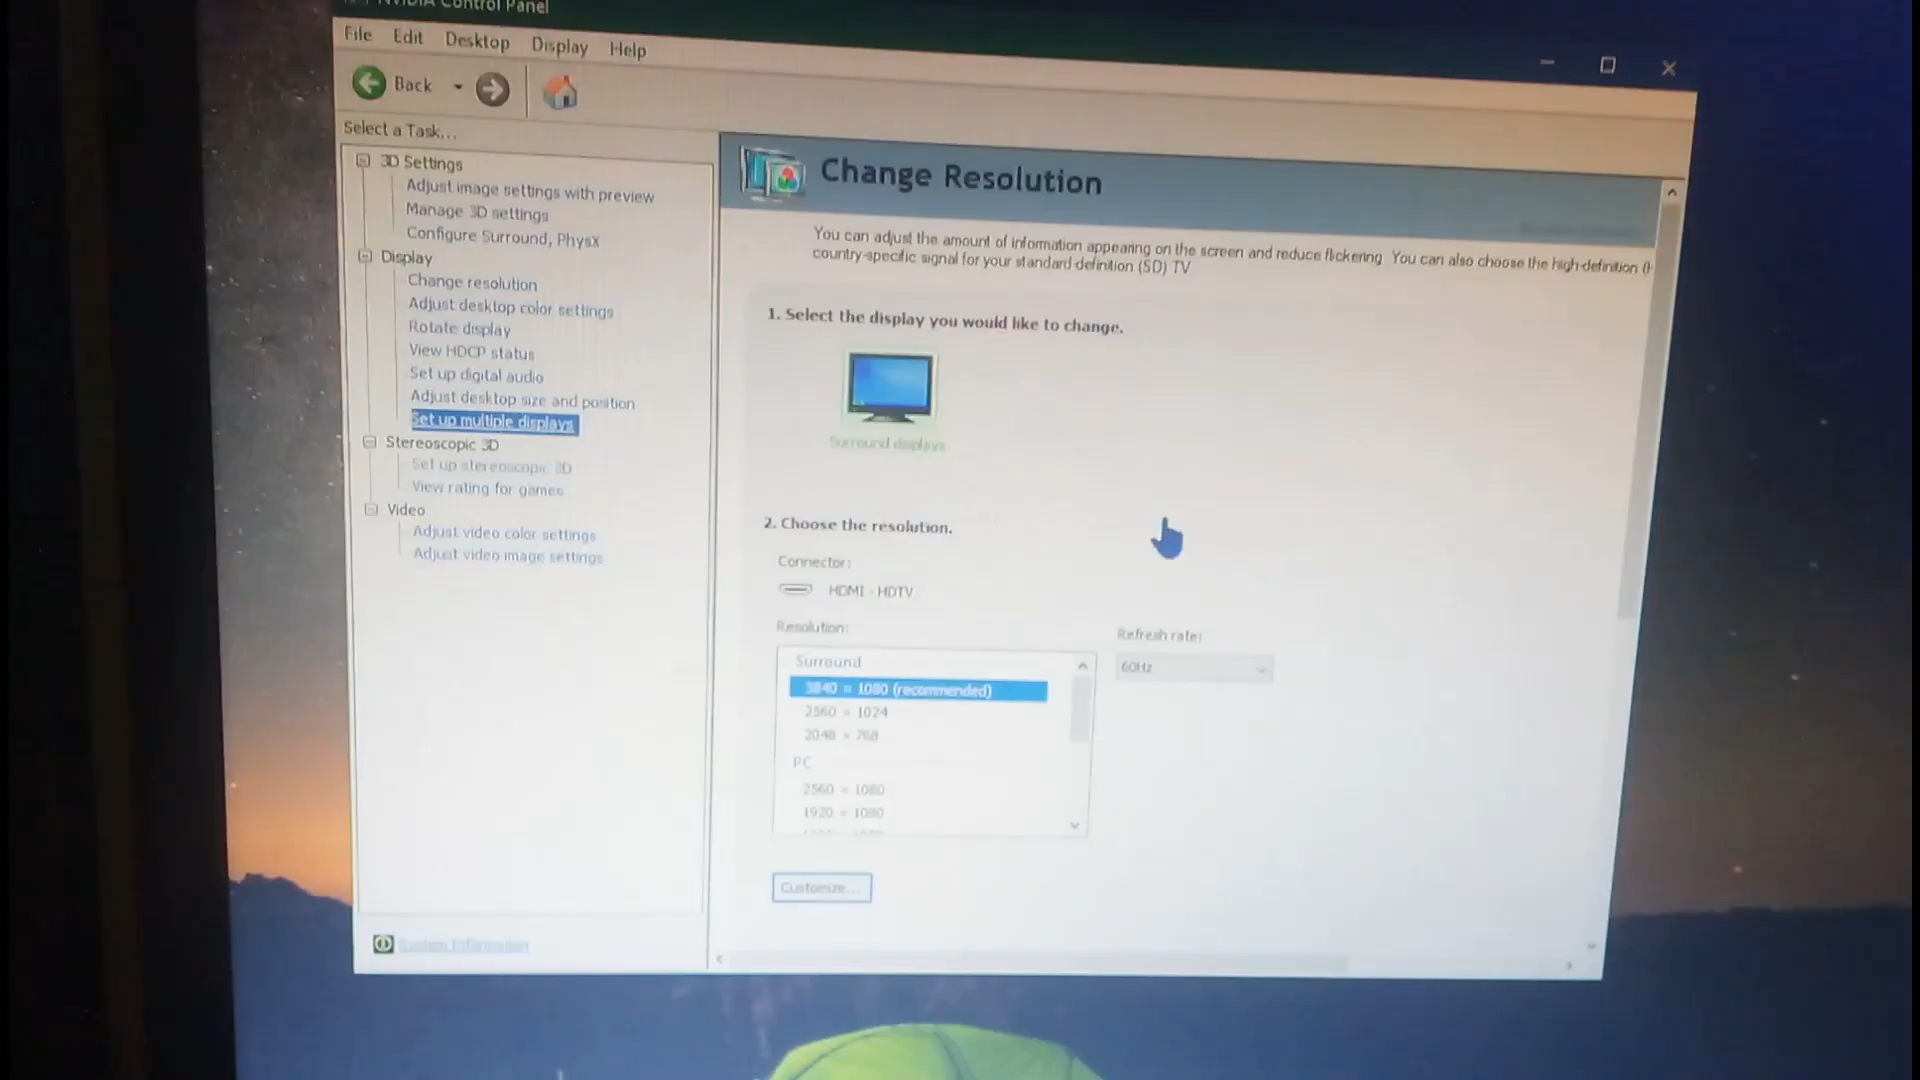 NVIDIA Control Panel
File Edit Desktop Display Help
Back
Select a Task...
3D Settings
Adjust image settings with preview
Manage 3D settings
Configure Surround, PhysX
Display
Change resolution
Adjust desktop color settings
Rotate display
View HDCP status
Set up digital audio
Adjust desktop size and position
Set up multiple displays
Stereoscopic 3D
Set up stereoscopic 3D
View rating for games
Video
Adjust video color settings
Adjust video image settings
System Information
Change Resolution
You can adjust the amount of information appearing on the screen and reduce flickering. You can also choose the high-definition (H
country-specific signal for your standard-definition (SD) TV
1. Select the display you would like to change.
Surround displays
2. Choose the resolution.
Connector:
HDMI - HDTV
Resolution:
Refresh rate:
Surround
60Hz
3840 × 1080 (recommended)
2560 × 1024
2048 × 768
PC
2560 × 1080
1920 × 1080
Customize...